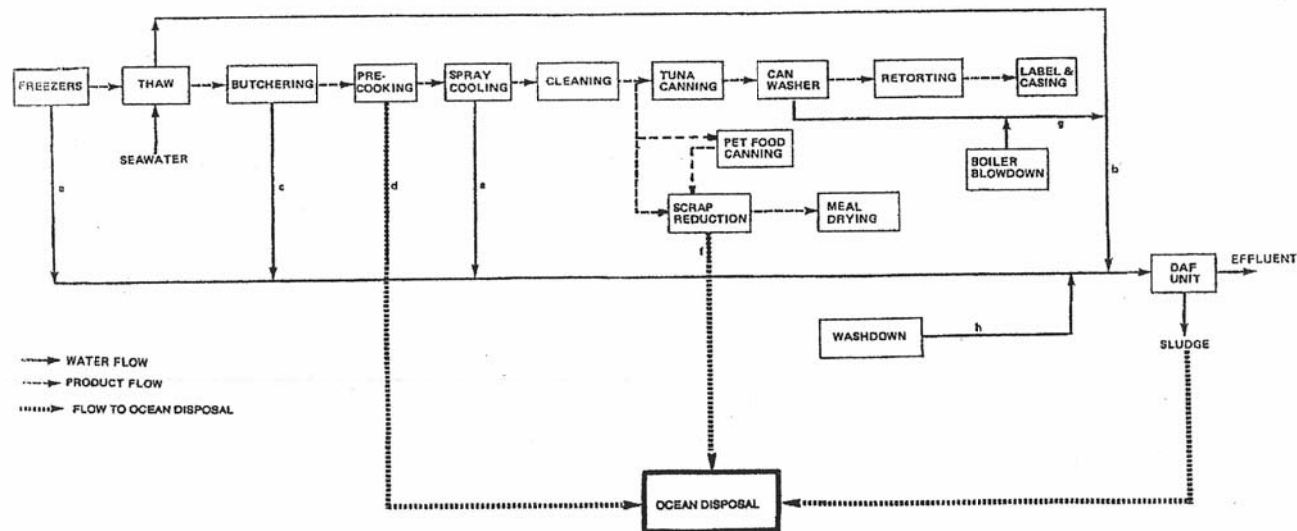 FREEZERS
THAW
BUTCHERING
PRE-
COOKING
SPRAY
COOLING
CLEANING
TUNA
CANNING
CAN
WASHER
RETORTING
LABEL &
CASING
SEAWATER
PET FOOD
CANNING
BOILER
BLOWDOWN
g
b
a
c
d
e
SCRAP
REDUCTION
MEAL
DRYING
f
DAF
UNIT
EFFLUENT
WASHDOWN
h
SLUDGE
WATER FLOW
PRODUCT FLOW
FLOW TO OCEAN DISPOSAL
OCEAN DISPOSAL